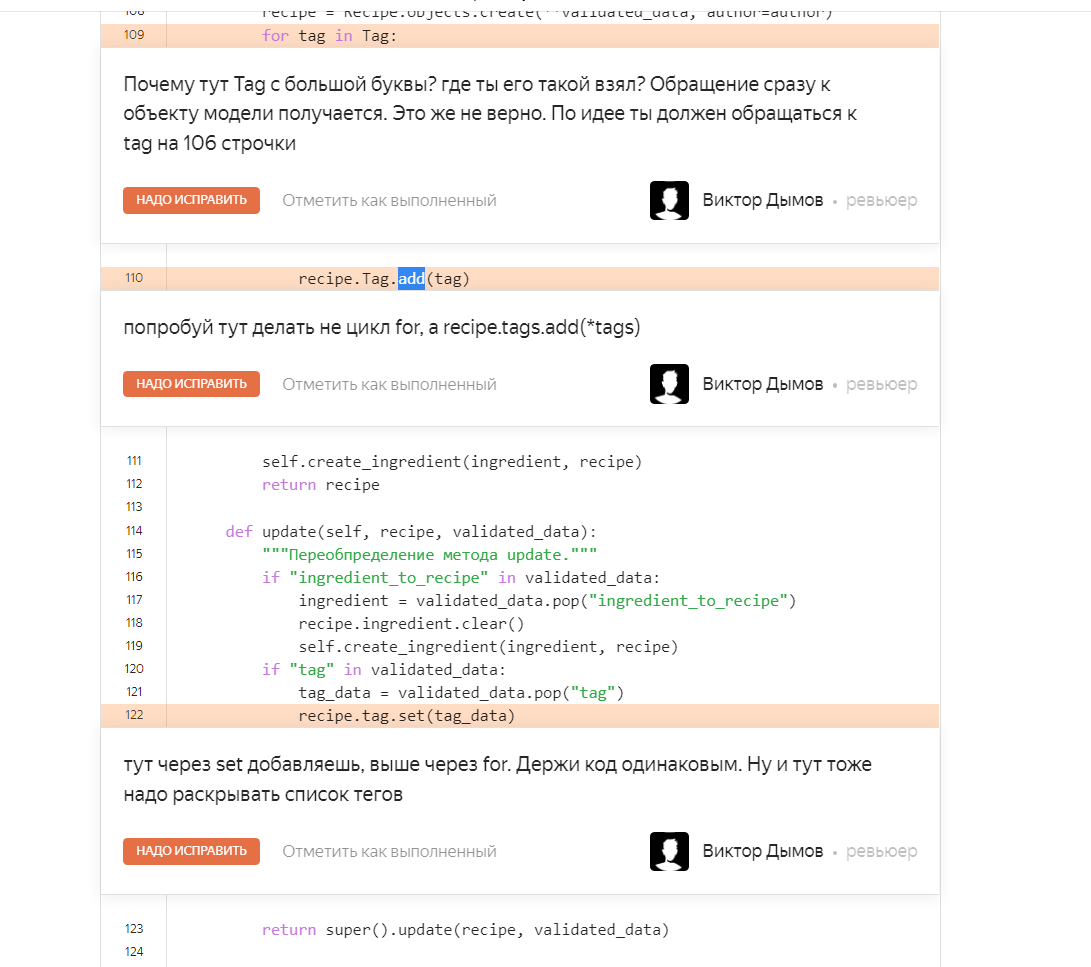 108 recipe = Recipe.objects.create(**validated_data, author=author)
109 for tag in Tag:
Почему тут Tag с большой буквы? где ты его такой взял? Обращение сразу к
объекту модели получается. Это же не верно. По идее ты должен обращаться к
tag на 106 строчки
НАДО ИСПРАВИТЬ Отметить как выполненный Виктор Дымов • ревьюер
110 recipe.Tag.add(tag)
попробуй тут делать не цикл for, а recipe.tags.add(*tags)
НАДО ИСПРАВИТЬ Отметить как выполненный Виктор Дымов • ревьюер
111 self.create_ingredient(ingredient, recipe)
112 return recipe
113
114 def update(self, recipe, validated_data):
115 """Переобпределение метода update."""
116 if "ingredient_to_recipe" in validated_data:
117 ingredient = validated_data.pop("ingredient_to_recipe")
118 recipe.ingredient.clear()
119 self.create_ingredient(ingredient, recipe)
120 if "tag" in validated_data:
121 tag_data = validated_data.pop("tag")
122 recipe.tag.set(tag_data)
тут через set добавляешь, выше через for. Держи код одинаковым. Ну и тут тоже
надо раскрывать список тегов
НАДО ИСПРАВИТЬ Отметить как выполненный Виктор Дымов • ревьюер
123 return super().update(recipe, validated_data)
124